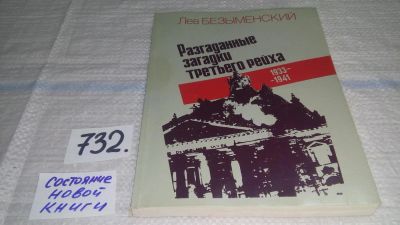 Лев БЕЗЫМЕНСКИЙ
Разгаданные
загадки
третьего рейха
1933–
–1941
732.
СОСТОЯНИЕ
НОВОЙ
КНИГИ